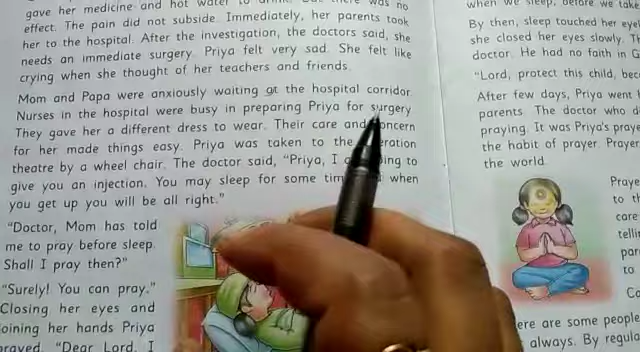 gave her medicine and hot water to drink. But there was no
effect. The pain did not subside. Immediately, her parents took
her to the hospital. After the investigation, the doctors said, she
needs an immediate surgery. Priya felt very sad. She felt like
crying when she thought of her teachers and friends.
Mom and Papa were anxiously waiting at the hospital corridor.
Nurses in the hospital were busy in preparing Priya for surgery
They gave her a different dress to wear. Their care and concern
for her made things easy. Priya was taken to the operation
theatre by a wheel chair. The doctor said, "Priya, I a ing to
give you an injection. You may sleep for some tim when
you get up you will be all right."
"Doctor, Mom has told
me to pray before sleep.
Shall I pray then?"
"Surely! You can pray."
Closing her eyes and
oining her hands Priya
prayed. "Dear Lord, I
when we sleep, before we take
By then, sleep touched her eye
she closed her eyes slowly. Th
doctor. He had no faith in G
"Lord, protect this child, bec
After few days, Priya went
parents. The doctor who d
praying. It was Priya's pray
the habit of prayer. Prayer
the world.
Praye
to th
care
telli
par
to
Co
ere are some people
always. By regula